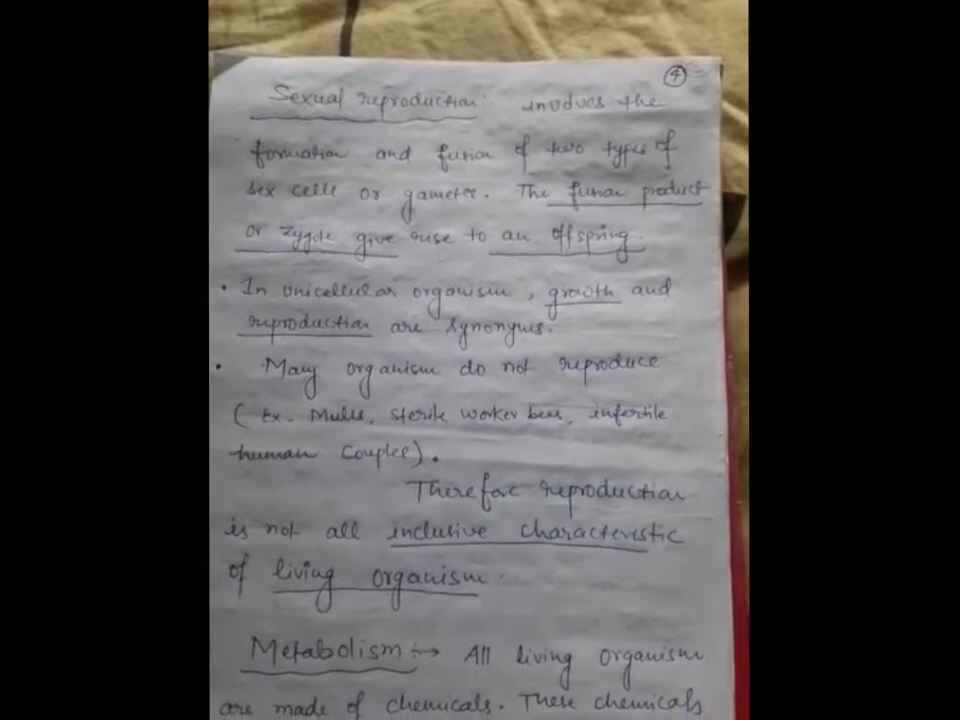 4
Sexual reproduction: involves the
formation and fusion of two types of
sex cells or gametes. The fusion product
or zygote give rise to an offspring.
• In unicellular organism, growth and
reproduction are synonyms.
• Many organism do not reproduce
(Ex. Mules, sterile worker bees, infertile
human couples).
Therefore reproduction
is not all inclusive characteristic
of living organism.
Metabolism :→ All living organism
are made of chemicals. These chemicals